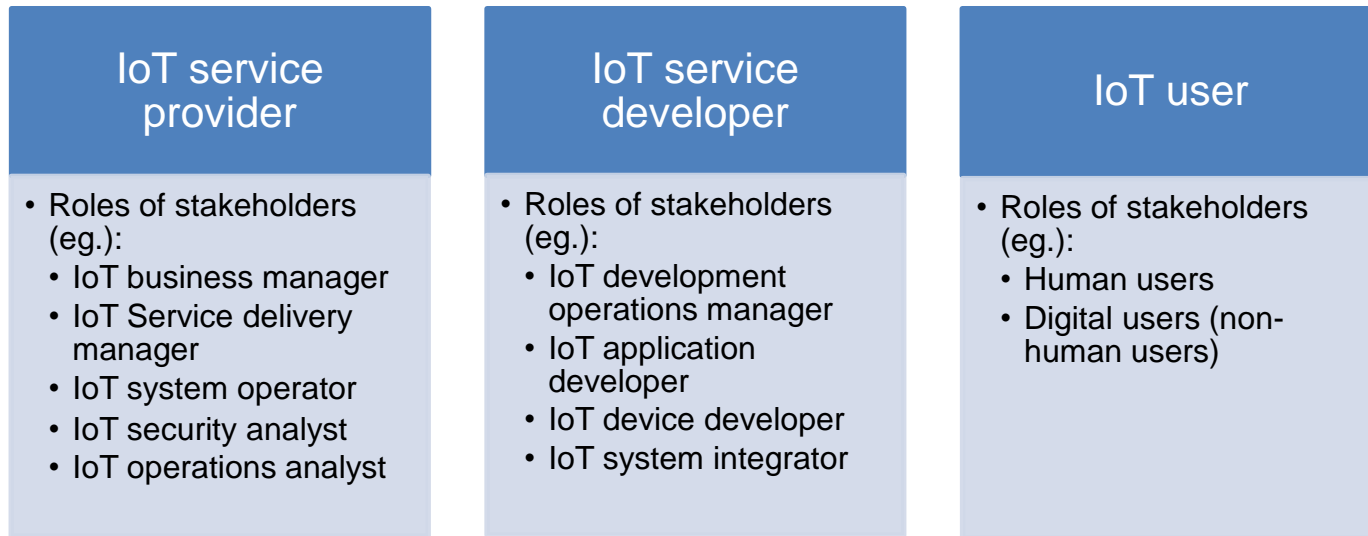 IoT service
provider
• Roles of stakeholders
(eg.):
• IoT business manager
• IoT Service delivery
manager
• IoT system operator
• IoT security analyst
• IoT operations analyst
IoT service
developer
• Roles of stakeholders
(eg.):
• IoT development
operations manager
• IoT application
developer
• IoT device developer
• IoT system integrator
IoT user
• Roles of stakeholders
(eg.):
• Human users
• Digital users (non-
human users)